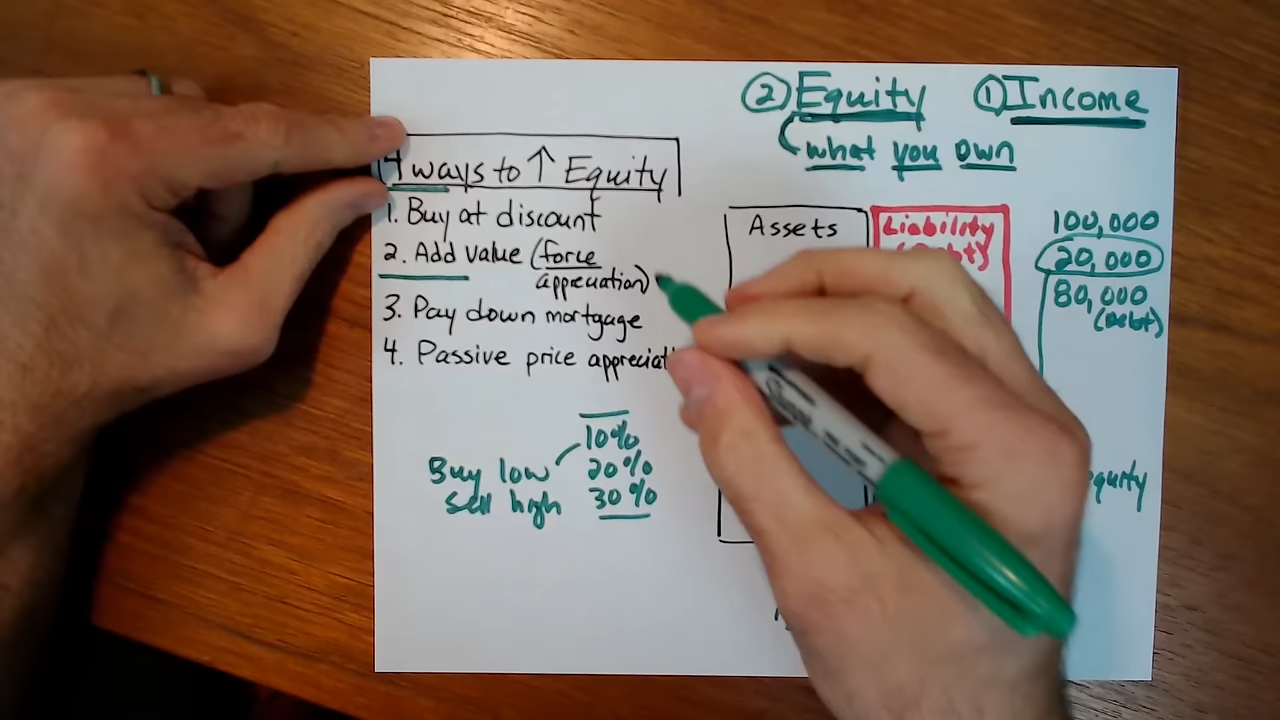 ② Equity
① Income
what you own
4 ways to ↑ Equity
1. Buy at discount
2. Add value (force
appreciation)
3. Pay down mortgage
4. Passive price
10%
20%
30%
Buy low
Sell high
Assets
Liability
100,000
20,000
80,000
(Debt)